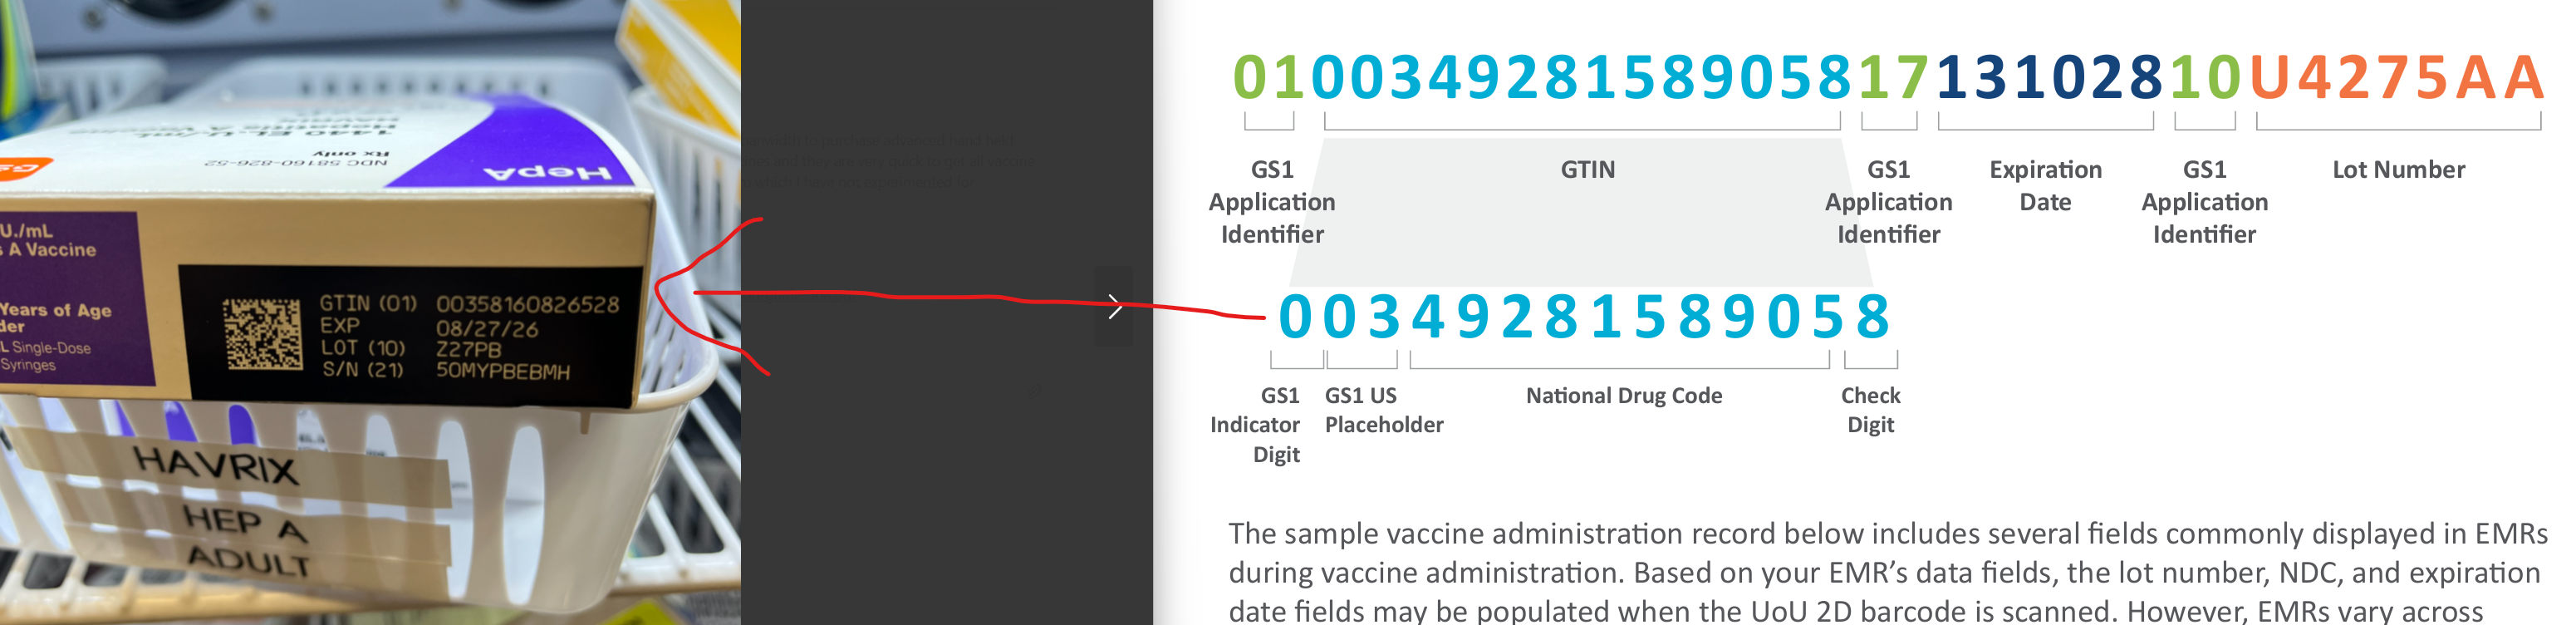 HepA
Rx only
NDC 58160-826-52
Hepatitis A Vaccine
U./mL
s A Vaccine
Years of Age
der
L Single-Dose
Syringes
GTIN (01) 00358160826528
EXP 08/27/26
LOT (10) Z27PB
S/N (21) 50MYPBEBMH
HAVRIX
HEP A
ADULT
01003492815890581713102810U4275AA
GS1 Application Identifier
GTIN
GS1 Application Identifier
Expiration Date
GS1 Application Identifier
Lot Number
00349281589058
GS1 Indicator Digit
GS1 US Placeholder
National Drug Code
Check Digit
The sample vaccine administration record below includes several fields commonly displayed in EMRs
during vaccine administration. Based on your EMR’s data fields, the lot number, NDC, and expiration
date fields may be populated when the UoU 2D barcode is scanned. However, EMRs vary across